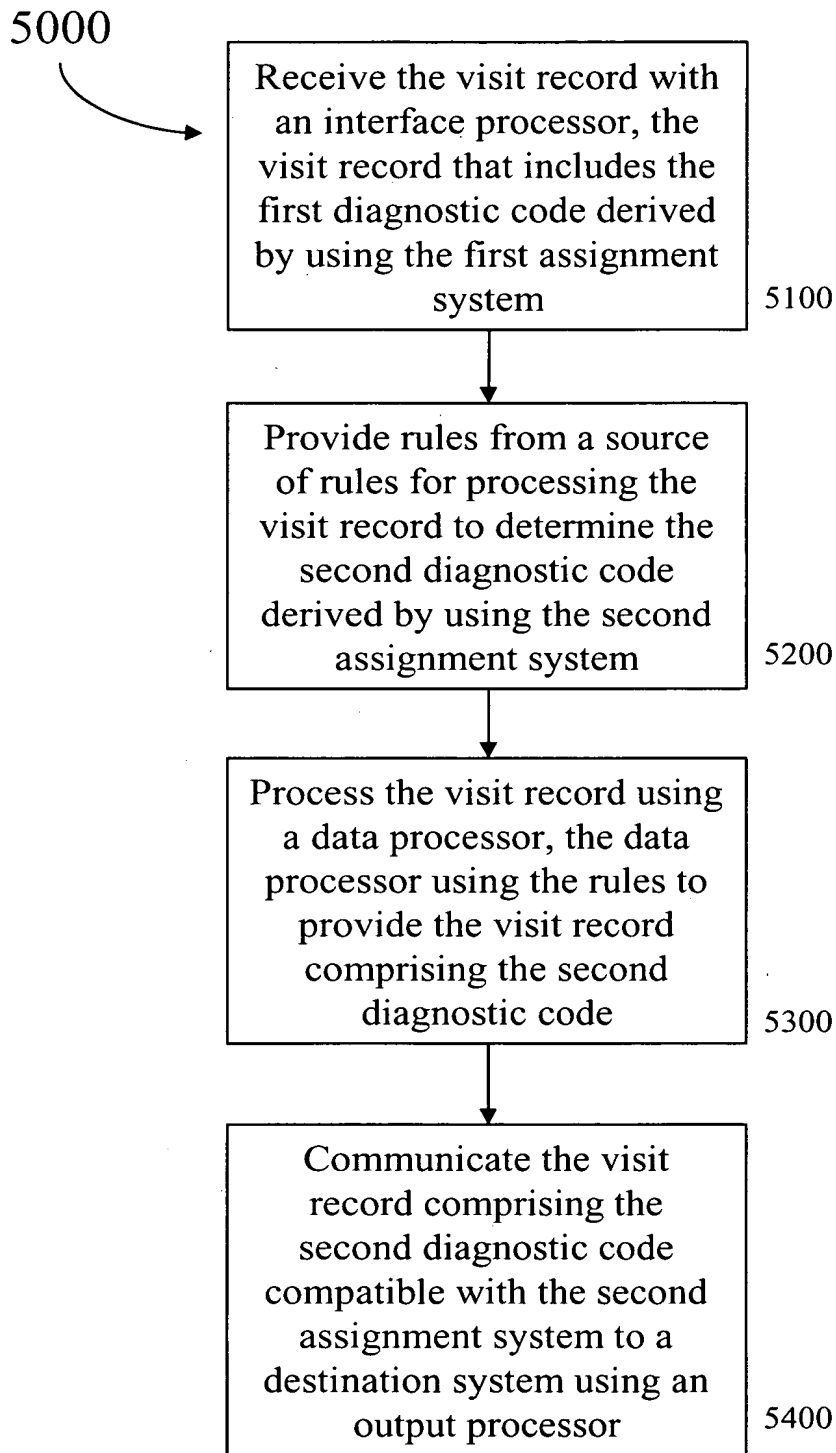 5000
Receive the visit record with
an interface processor, the
visit record that includes the
first diagnostic code derived
by using the first assignment
system
5100
Provide rules from a source
of rules for processing the
visit record to determine the
second diagnostic code
derived by using the second
assignment system
5200
Process the visit record using
a data processor, the data
processor using the rules to
provide the visit record
comprising the second
diagnostic code
5300
Communicate the visit
record comprising the
second diagnostic code
compatible with the second
assignment system to a
destination system using an
output processor
5400